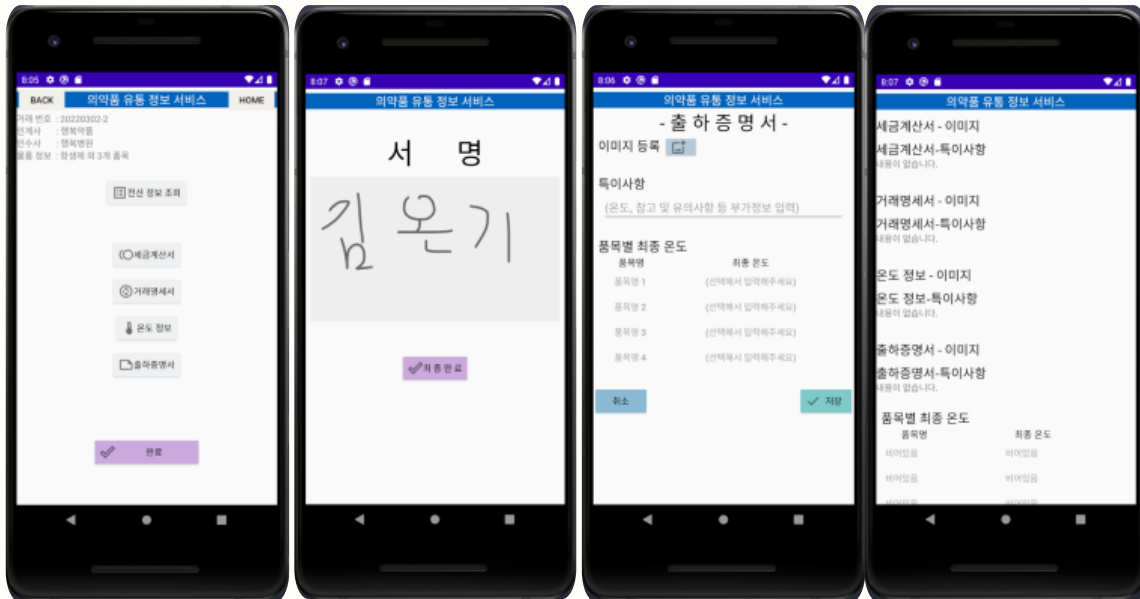 8:05
BACK 의약품 유통 정보 서비스 HOME
거래 번호 : 20220302-2
인계사 : 행복약품
인수사 : 행복병원
물품 정보 : 항생제 외 3개 품목
전산 정보 조회
세금계산서
거래명세서
온도 정보
출하증명서
완료
8:07
의약품 유통 정보 서비스
서 명
김온기
최종완료
8:06
의약품 유통 정보 서비스
- 출 하 증 명 서 -
이미지 등록
특이사항
(온도, 참고 및 유의사항 등 부가정보 입력)
품목별 최종 온도
품목명 최종 온도
품목명 1 (선택해서 입력해주세요)
품목명 2 (선택해서 입력해주세요)
품목명 3 (선택해서 입력해주세요)
품목명 4 (선택해서 입력해주세요)
취소 저장
8:07
의약품 유통 정보 서비스
세금계산서 - 이미지
세금계산서-특이사항
내용이 없습니다.
거래명세서 - 이미지
거래명세서-특이사항
내용이 없습니다.
온도 정보 - 이미지
온도 정보-특이사항
내용이 없습니다.
출하증명서 - 이미지
출하증명서-특이사항
내용이 없습니다.
품목별 최종 온도
품목명 최종 온도
비어있음 비어있음
비어있음 비어있음